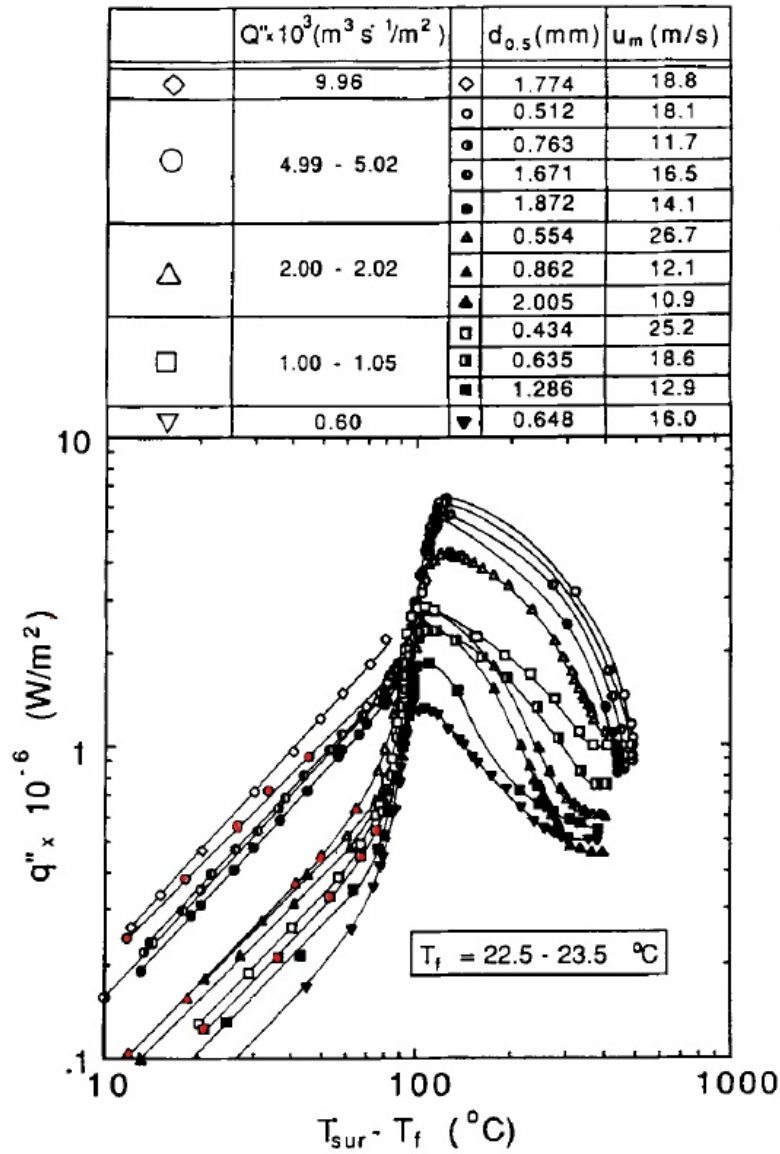 Q"×10³(m³ s⁻¹/m²) d₀.₅(mm) uₘ(m/s)
9.96 1.774 18.8
0.512 18.1
0.763 11.7
4.99 - 5.02
1.671 16.5
1.872 14.1
0.554 26.7
2.00 - 2.02 0.862 12.1
2.005 10.9
0.434 25.2
1.00 - 1.05 0.635 18.6
1.286 12.9
0.60 0.648 16.0
10
1
.1
q" × 10⁻⁶ (W/m²)
T_f = 22.5 - 23.5 °C
10 100 1000
T_sur - T_f (°C)